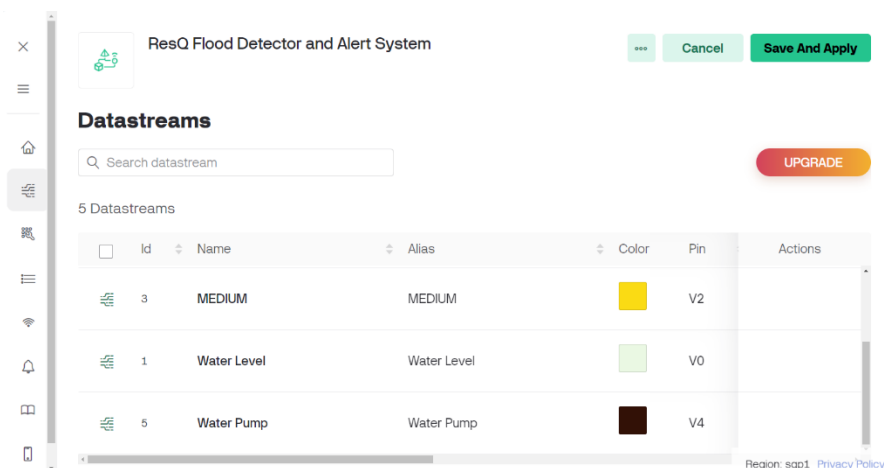 ResQ Flood Detector and Alert System
Cancel
Save And Apply
Datastreams
Search datastream
UPGRADE
5 Datastreams
Id Name Alias Color Pin Actions
3 MEDIUM MEDIUM V2
1 Water Level Water Level V0
5 Water Pump Water Pump V4
Region: sgp1 Privacy Policy